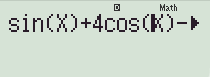 D Math
sin(X)+4cos(X)-▶